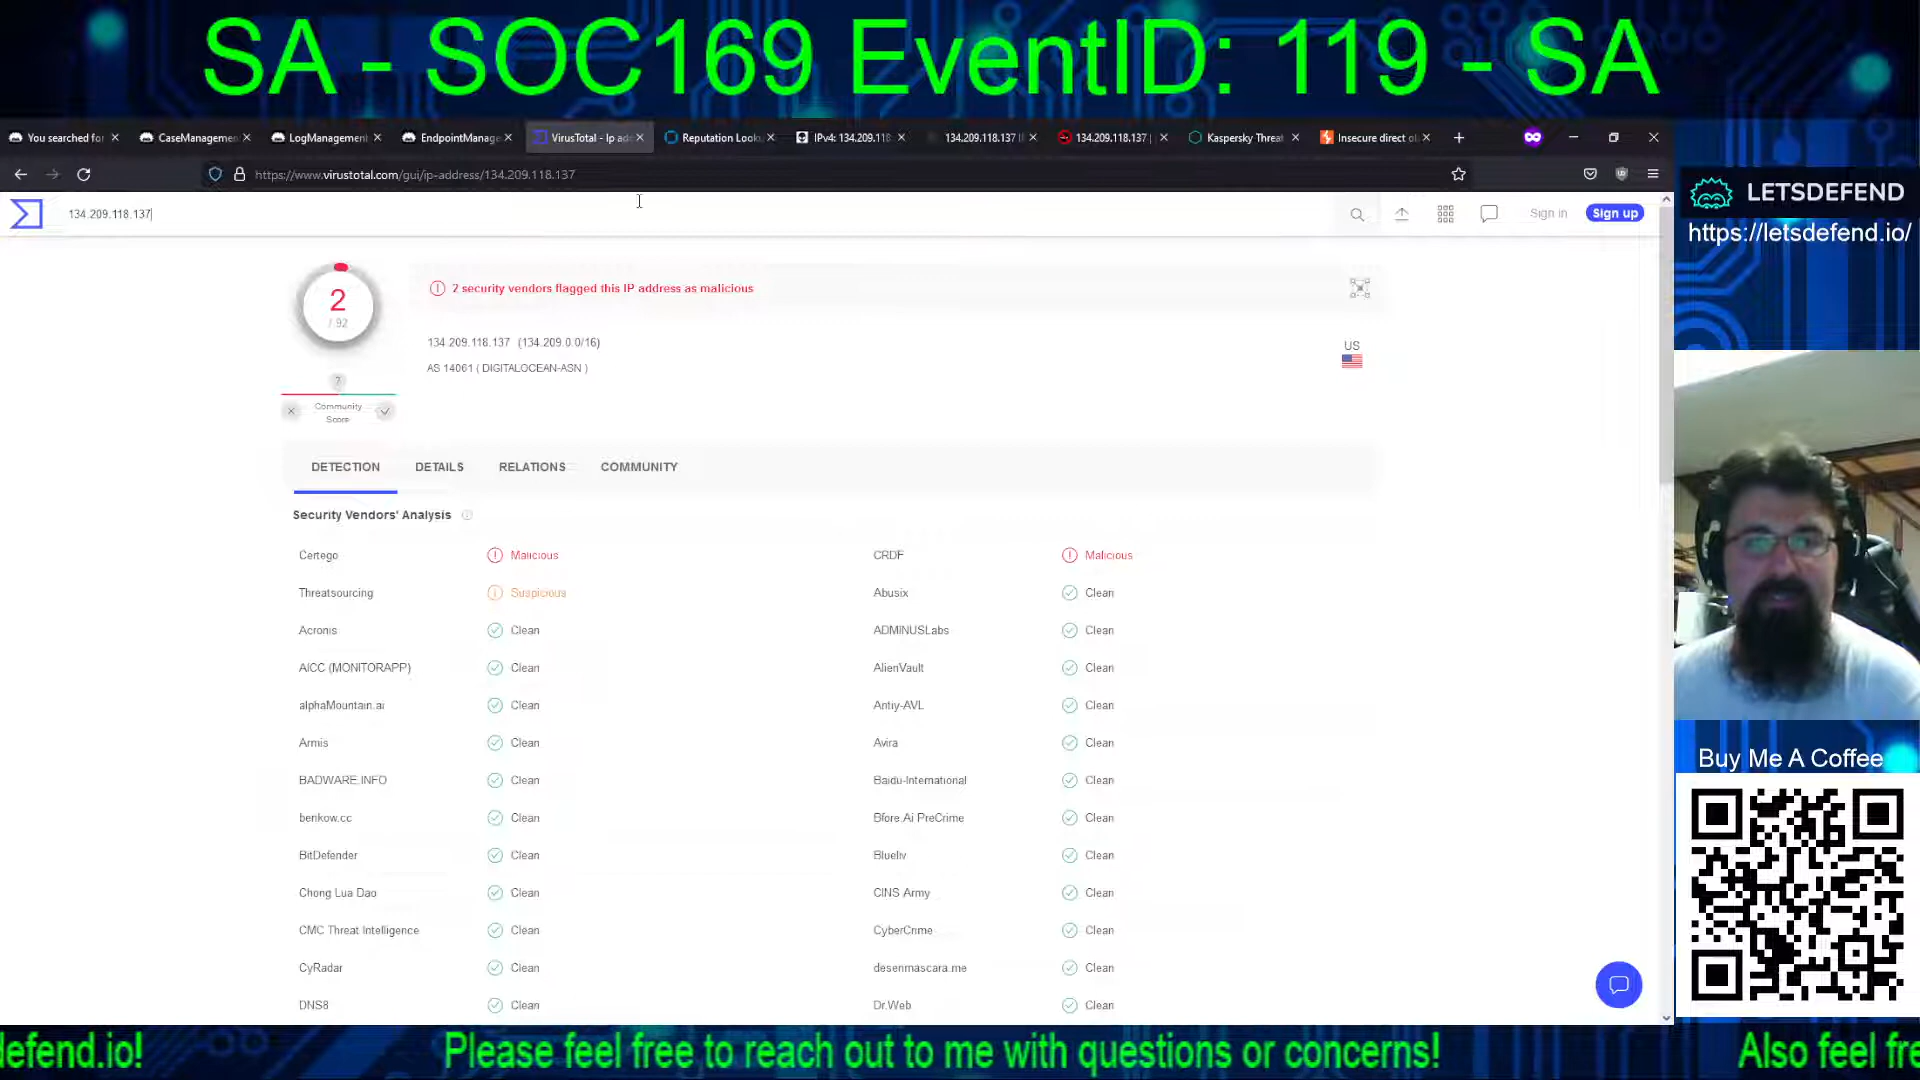 SA - SOC169 EventID: 119 - SA
You searched for
CaseManagemen
LogManagement
EndpointManage
VirusTotal - Ip ad
Reputation Look
IPv4: 134.209.118.
134.209.118.137 I
134.209.118.137 |
Kaspersky Threat
Insecure direct o
https://www.virustotal.com/gui/ip-address/134.209.118.137
134.209.118.137
Sign in
Sign up
LETSDEFEND
https://letsdefend.io/
2
/ 92
2 security vendors flagged this IP address as malicious
134.209.118.137 (134.209.0.0/16)
AS 14061 ( DIGITALOCEAN-ASN )
US
?
Community
Score
DETECTION
DETAILS
RELATIONS
COMMUNITY
Security Vendors' Analysis
Certego Malicious CRDF Malicious
Threatsourcing Suspicious Abusix Clean
Acronis Clean ADMINUSLabs Clean
AICC (MONITORAPP) Clean AlienVault Clean
alphaMountain.ai Clean Antiy-AVL Clean
Armis Clean Avira Clean
BADWARE.INFO Clean Baidu-International Clean
benkow.cc Clean Bfore.Ai PreCrime Clean
BitDefender Clean Blueliv Clean
Chong Lua Dao Clean CINS Army Clean
CMC Threat Intelligence Clean CyberCrime Clean
CyRadar Clean desenmascara.me Clean
DNS8 Clean Dr.Web Clean
Buy Me A Coffee
defend.io!
Please feel free to reach out to me with questions or concerns!
Also feel fre